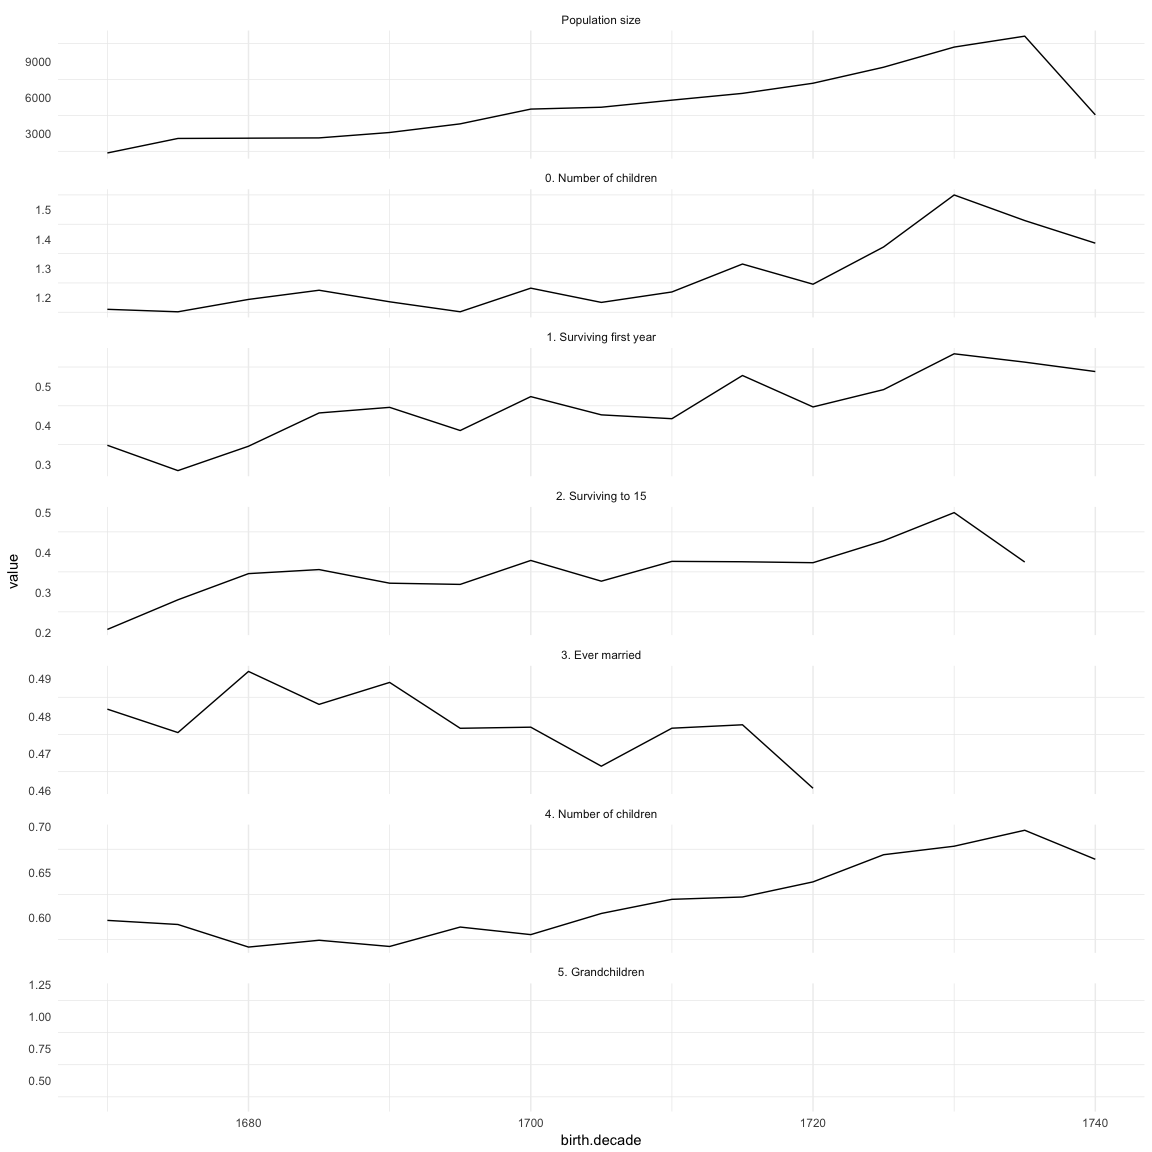 Population size
9000
6000
3000
0. Number of children
1.5
1.4
1.3
1.2
1. Surviving first year
0.5
0.4
0.3
2. Surviving to 15
0.5
0.4
0.3
0.2
value
3. Ever married
0.49
0.48
0.47
0.46
4. Number of children
0.70
0.65
0.60
5. Grandchildren
1.25
1.00
0.75
0.50
1680 1700 1720 1740
birth.decade